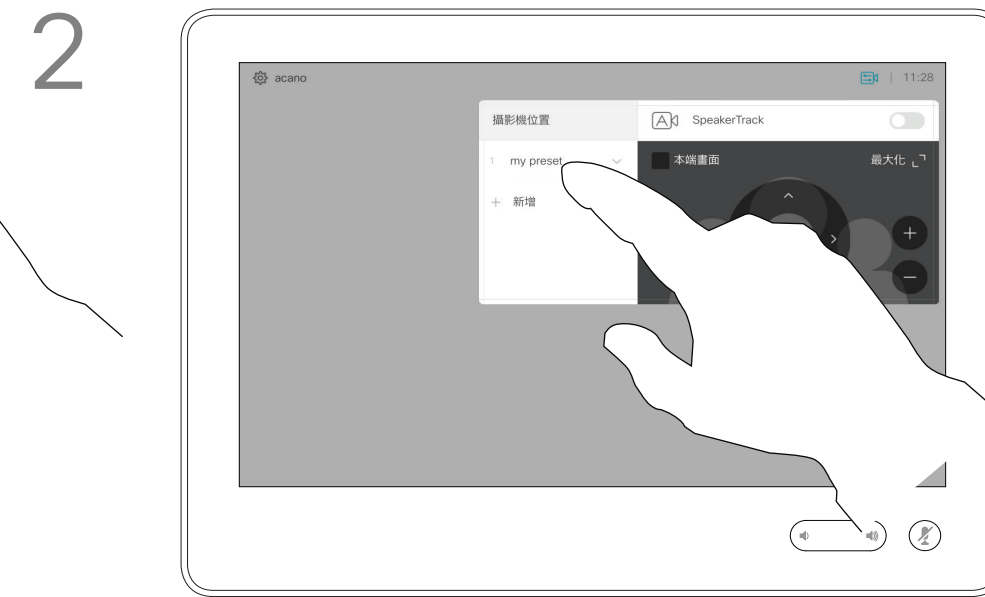 2
acano
11:28
攝影機位置
SpeakerTrack
1 my preset
本端畫面
最大化
+ 新增